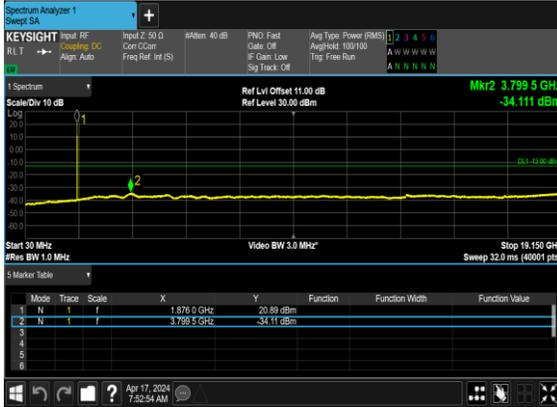 Spectrum Analyzer 1
Swept SA
+
KEYSIGHT Input: RF Input Z: 50 Ω #Atten: 40 dB PNO: Fast Avg Type: Power (RMS) 1 2 3 4 5 6
RLT Coupling: DC Corr CCorr Gate: Off Avg|Hold: 100/100 A W W W W W
Align: Auto Freq Ref: Int (S) IF Gain: Low Trig: Free Run
Sig Track: Off A N N N N N
1 Spectrum Ref Lvl Offset 11.00 dB Mkr2 3.799 5 GHz
Scale/Div 10 dB Ref Level 30.00 dBm -34.111 dBm
Log
20.0
10.0
0.00
-10.0
-20.0
-30.0
-40.0
-50.0
-60.0
1
DL1 -13.00 dBm
2
Start 30 MHz Video BW 3.0 MHz* Stop 19.150 GH
#Res BW 1.0 MHz Sweep 32.0 ms (40001 pts
5 Marker Table
Mode Trace Scale X Y Function Function Width Function Value
1 N 1 f 1.876 0 GHz 20.89 dBm
2 N 1 f 3.799 5 GHz -34.11 dBm
3
4
5
6
? Apr 17, 2024
7:52:54 AM